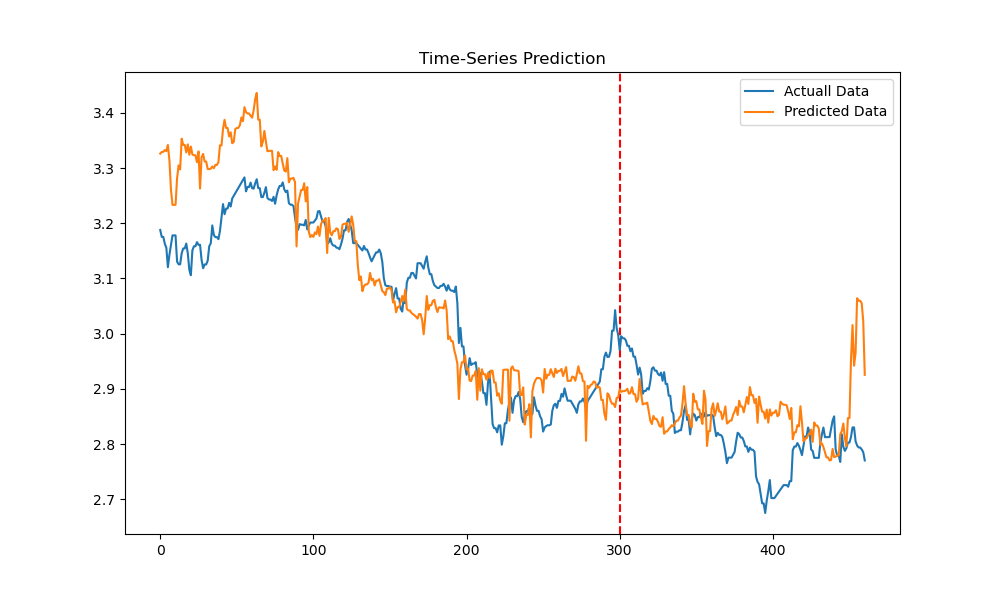 Time-Series Prediction
Actuall Data
Predicted Data
3.4
3.3
3.2
3.1
3.0
2.9
2.8
2.7
0 100 200 300 400